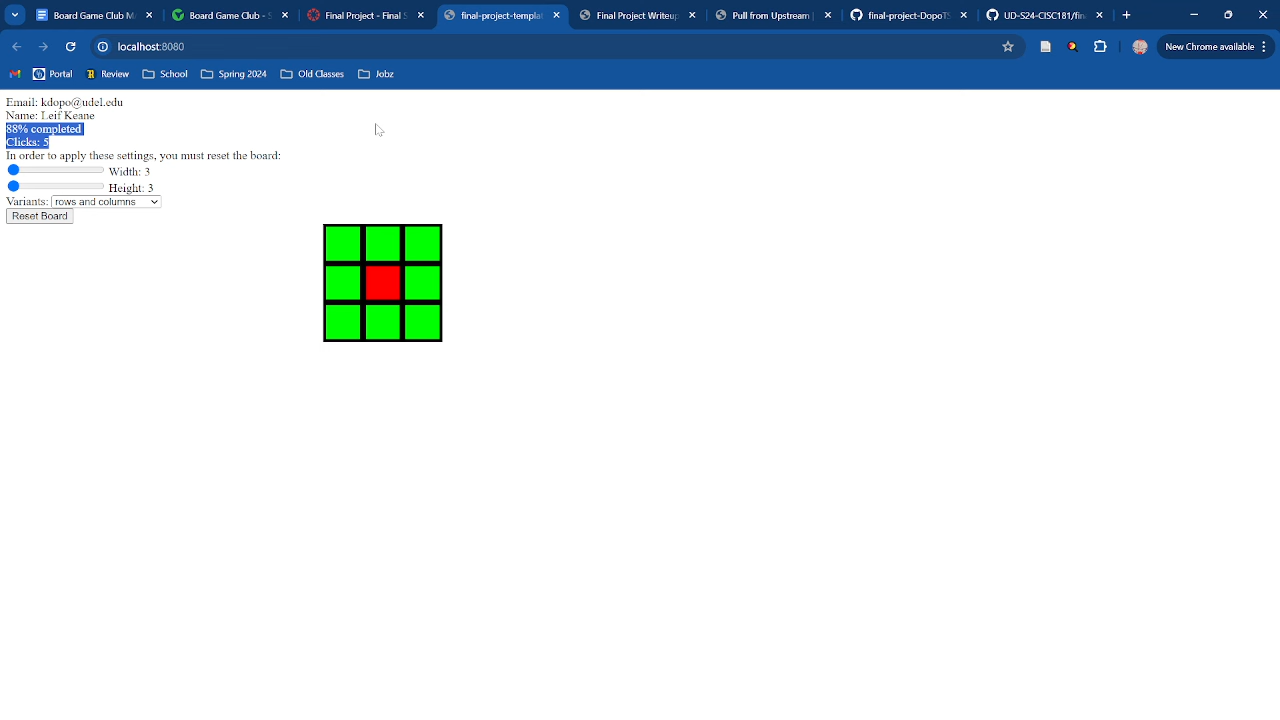 Board Game Club M
Board Game Club - S
Final Project - Final S
final-project-templat
Final Project Writeup
Pull from Upstream |
final-project-DopoTS
UD-S24-CISC181/fin
localhost:8080
New Chrome available
Portal
Review
School
Spring 2024
Old Classes
Jobz
Email: kdopo@udel.edu
Name: Leif Keane
88% completed
Clicks: 5
In order to apply these settings, you must reset the board:
Width: 3
Height: 3
Variants: rows and columns
Reset Board